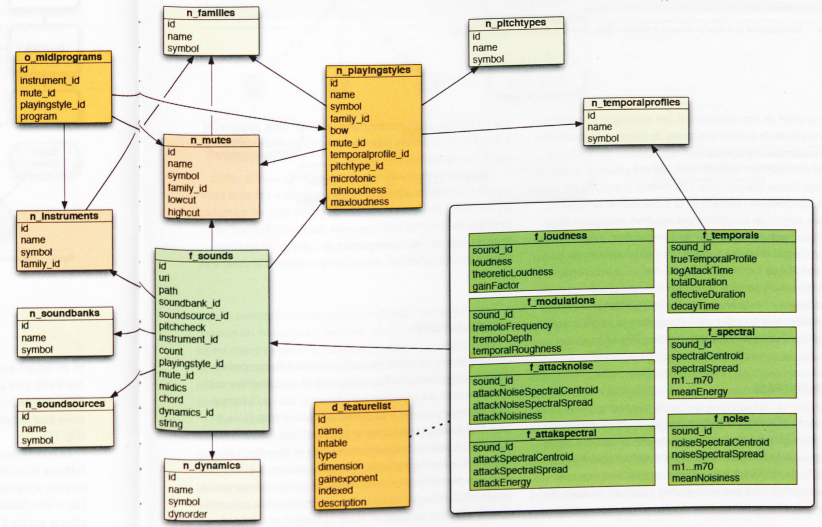 n_families
id
name
symbol
n_pitchtypes
id
name
symbol
o_midiprograms
id
instrument_id
mute_id
playingstyle_id
program
n_playingstyles
id
name
symbol
family_id
bow
mute_id
temporalprofile_id
pitchtype_id
microtonic
minloudness
maxloudness
n_temporalprofiles
id
name
symbol
n_mutes
id
name
symbol
family_id
lowcut
highcut
n_instruments
id
name
symbol
family_id
f_sounds
id
uri
path
soundbank_id
soundsource_id
pitchcheck
instrument_id
count
playingstyle_id
mute_id
midics
chord
dynamics_id
string
n_soundbanks
id
name
symbol
n_soundsources
id
name
symbol
n_dynamics
id
name
symbol
dynorder
d_featurelist
id
name
intable
type
dimension
gainexponent
indexed
description
f_loudness
sound_id
loudness
theoreticLoudness
gainFactor
f_modulations
sound_id
tremoloFrequency
tremoloDepth
temporalRoughness
f_attacknoise
sound_id
attackNoiseSpectralCentroid
attackNoiseSpectralSpread
attackNoisiness
f_attakspectral
sound_id
attackSpectralCentroid
attackSpectralSpread
attackEnergy
f_temporals
sound_id
trueTemporalProfile
logAttackTime
totalDuration
effectiveDuration
decayTime
f_spectral
sound_id
spectralCentroid
spectralSpread
m1...m70
meanEnergy
f_noise
sound_id
noiseSpectralCentroid
noiseSpectralSpread
m1...m70
meanNoisiness